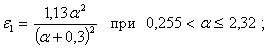 ε₁ = 1,13α² / (α + 0,3)² при 0,255 < α ≤ 2,32 ;